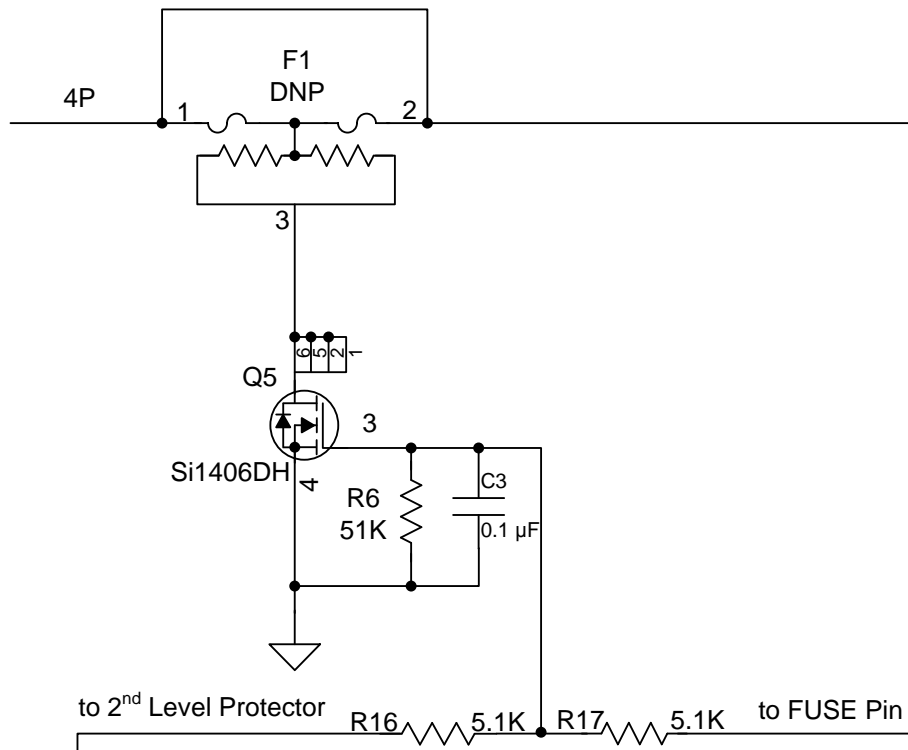 F1
DNP
4P
1
2
3
6
5
2
1
Q5
3
Si1406DH
4
R6
51K
C3
0.1 µF
to 2nd Level Protector
R16
5.1K
R17
5.1K
to FUSE Pin